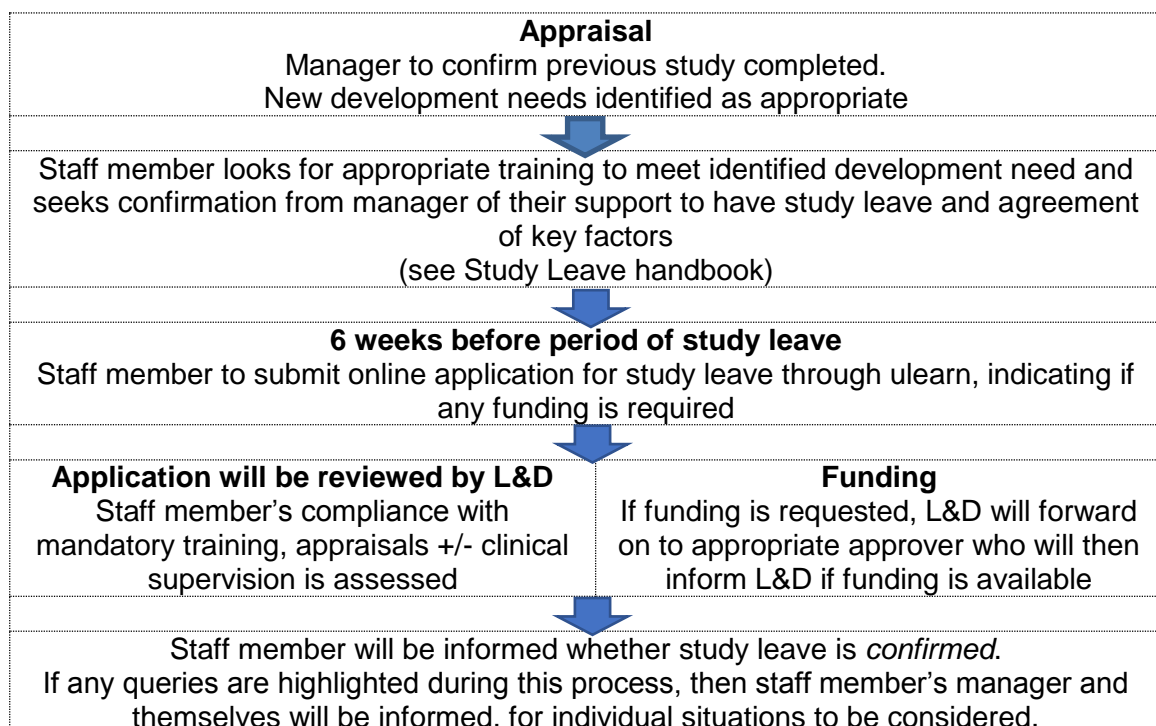 Appraisal
Manager to confirm previous study completed.
New development needs identified as appropriate
Staff member looks for appropriate training to meet identified development need and
seeks confirmation from manager of their support to have study leave and agreement
of key factors
(see Study Leave handbook)
6 weeks before period of study leave
Staff member to submit online application for study leave through ulearn, indicating if
any funding is required
Application will be reviewed by L&D
Staff member's compliance with
mandatory training, appraisals +/- clinical
supervision is assessed
Funding
If funding is requested, L&D will forward
on to appropriate approver who will then
inform L&D if funding is available
Staff member will be informed whether study leave is confirmed.
If any queries are highlighted during this process, then staff member's manager and
themselves will be informed, for individual situations to be considered.